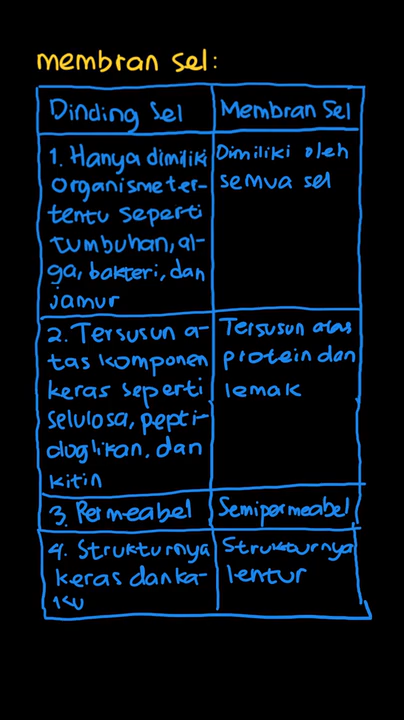 membran sel:
Dinding Sel
Membran Sel
1. Hanya dimiliki
organisme ter-
tentu seperti
tumbuhan, al-
ga, bakteri, dan
jamur
Dimiliki oleh
semua sel
2. Tersusun a-
tas komponen
keras seperti
selulosa, pepti-
doglikan, dan
kitin
Tersusun atas
protein dan
lemak
3. Permeabel
Semipermeabel
4. Strukturnya
keras dan ka-
ku
Strukturnya
lentur